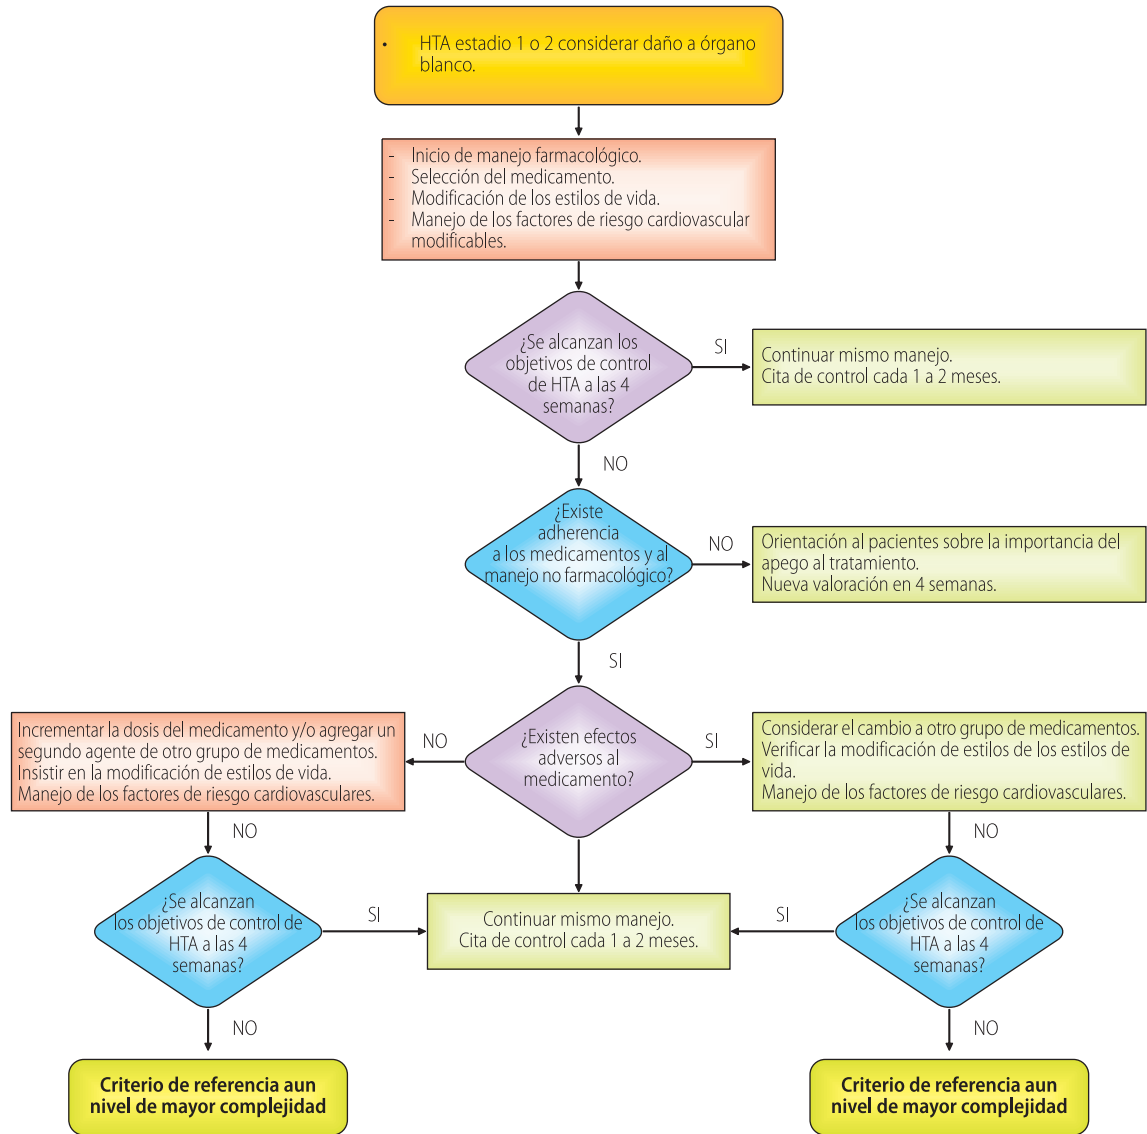 • HTA estadio 1 o 2 considerar daño a órgano
blanco.
- Inicio de manejo farmacológico.
- Selección del medicamento.
- Modificación de los estilos de vida.
- Manejo de los factores de riesgo cardiovascular
modificables.
¿Se alcanzan los
objetivos de control
de HTA a las 4
semanas?
SI
Continuar mismo manejo.
Cita de control cada 1 a 2 meses.
NO
¿Existe
adherencia
a los medicamentos y al
manejo no farmacológico?
NO
Orientación al pacientes sobre la importancia del
apego al tratamiento.
Nueva valoración en 4 semanas.
SI
Incrementar la dosis del medicamento y/o agregar un
segundo agente de otro grupo de medicamentos.
Insistir en la modificación de estilos de vida.
Manejo de los factores de riesgo cardiovasculares.
NO
¿Existen efectos
adversos al
medicamento?
SI
Considerar el cambio a otro grupo de medicamentos.
Verificar la modificación de estilos de los estilos de
vida.
Manejo de los factores de riesgo cardiovasculares.
NO
NO
¿Se alcanzan
los objetivos de control de
HTA a las 4
semanas?
SI
Continuar mismo manejo.
Cita de control cada 1 a 2 meses.
SI
¿Se alcanzan
los objetivos de control de
HTA a las 4
semanas?
NO
NO
Criterio de referencia aun
nivel de mayor complejidad
Criterio de referencia aun
nivel de mayor complejidad